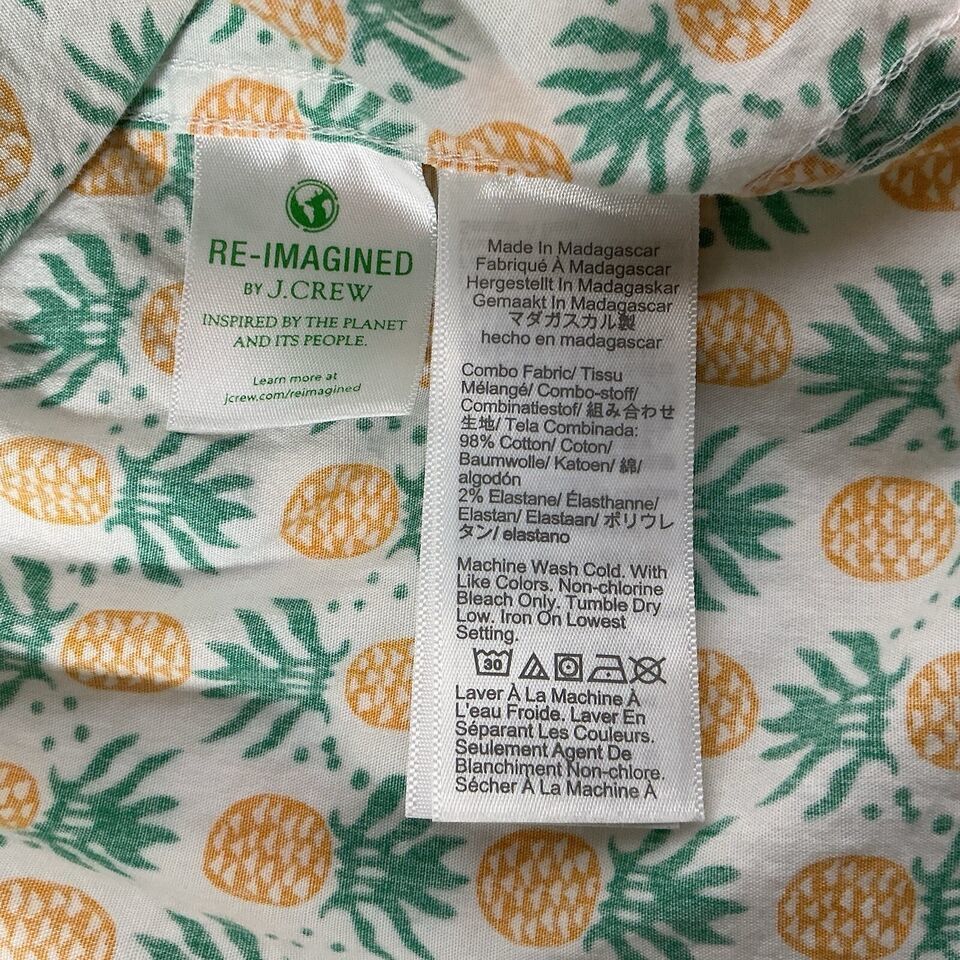 RE-IMAGINED
BY J.CREW
INSPIRED BY THE PLANET
AND ITS PEOPLE.
Learn more at
jcrew.com/reimagined
Made In Madagascar
Fabriqué À Madagascar
Hergestellt In Madagaskar
Gemaakt In Madagascar
マダガスカル製
hecho en madagascar
Combo Fabric/ Tissu
Mélangé/ Combo-stoff/
Combinatiestof/ 組み合わせ
生地/ Tela Combinada:
98% Cotton/ Coton/
Baumwolle/ Katoen/ 綿/
algodón
2% Elastane/ Élasthanne/
Elastan/ Elastaan/ ポリウレ
タン/ elastano
Machine Wash Cold. With
Like Colors. Non-chlorine
Bleach Only. Tumble Dry
Low. Iron On Lowest
Setting.
30
Laver À La Machine À
L'eau Froide. Laver En
Séparant Les Couleurs.
Seulement Agent De
Blanchiment Non-chlore.
Sécher À La Machine À